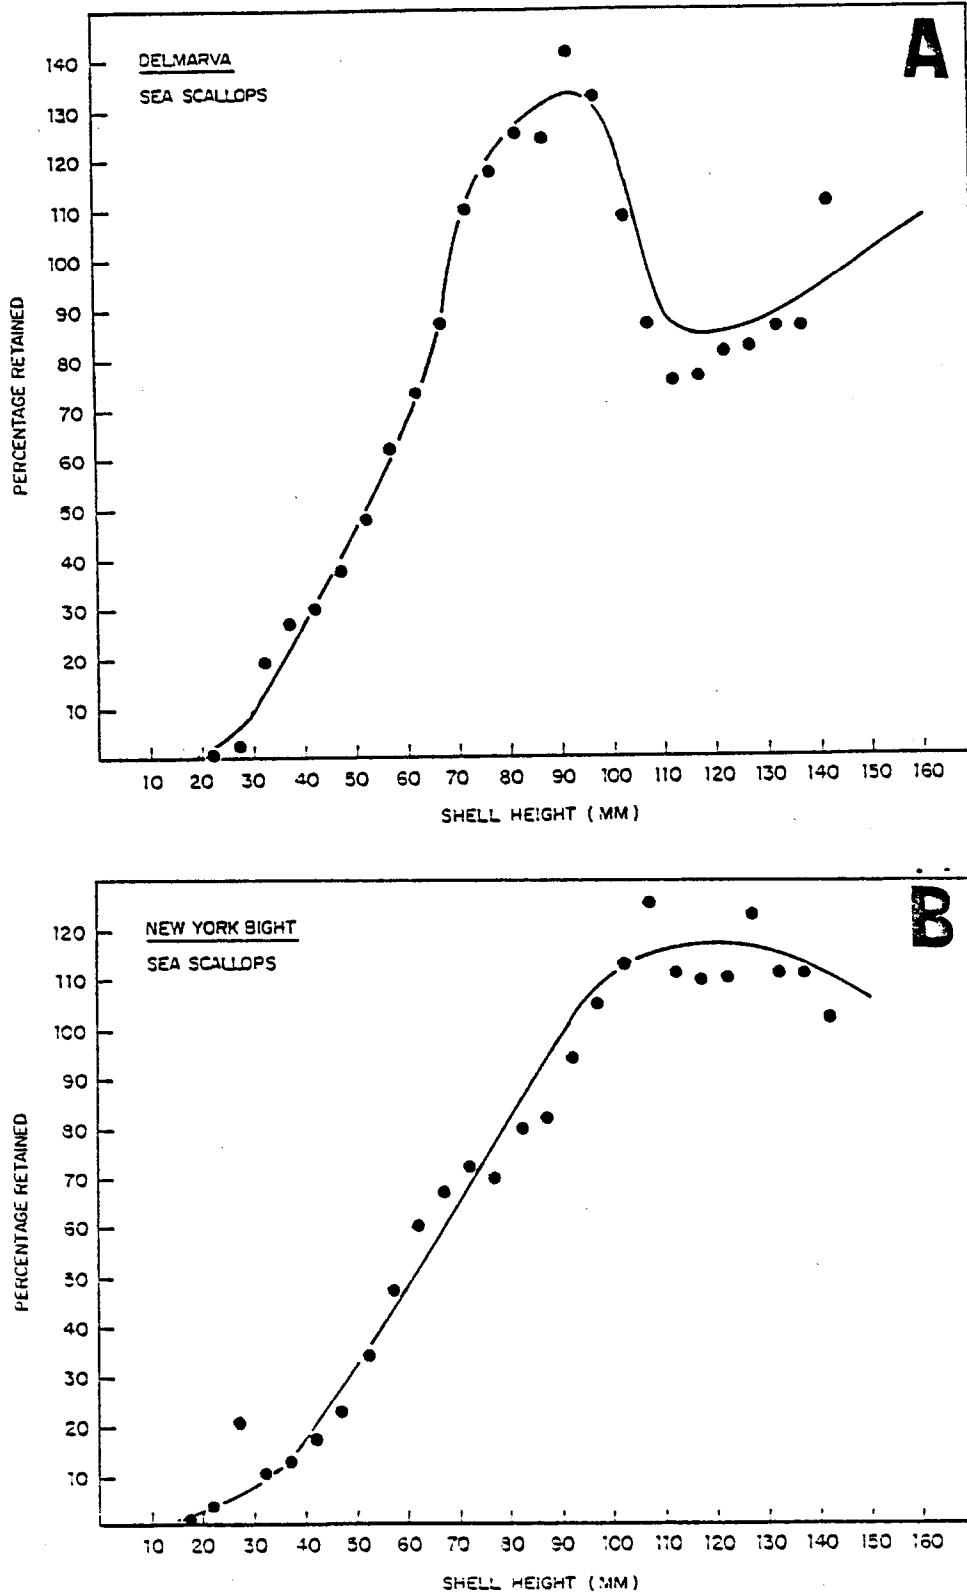 A
DELMARVA
SEA SCALLOPS
140
130
120
110
100
90
80
70
60
50
40
30
20
10
PERCENTAGE RETAINED
10 20 30 40 50 60 70 80 90 100 110 120 130 140 150 160
SHELL HEIGHT (MM)
B
NEW YORK BIGHT
SEA SCALLOPS
120
110
100
90
80
70
60
50
40
30
20
10
PERCENTAGE RETAINED
10 20 30 40 50 60 70 80 90 100 110 120 130 140 150 160
SHELL HEIGHT (MM)